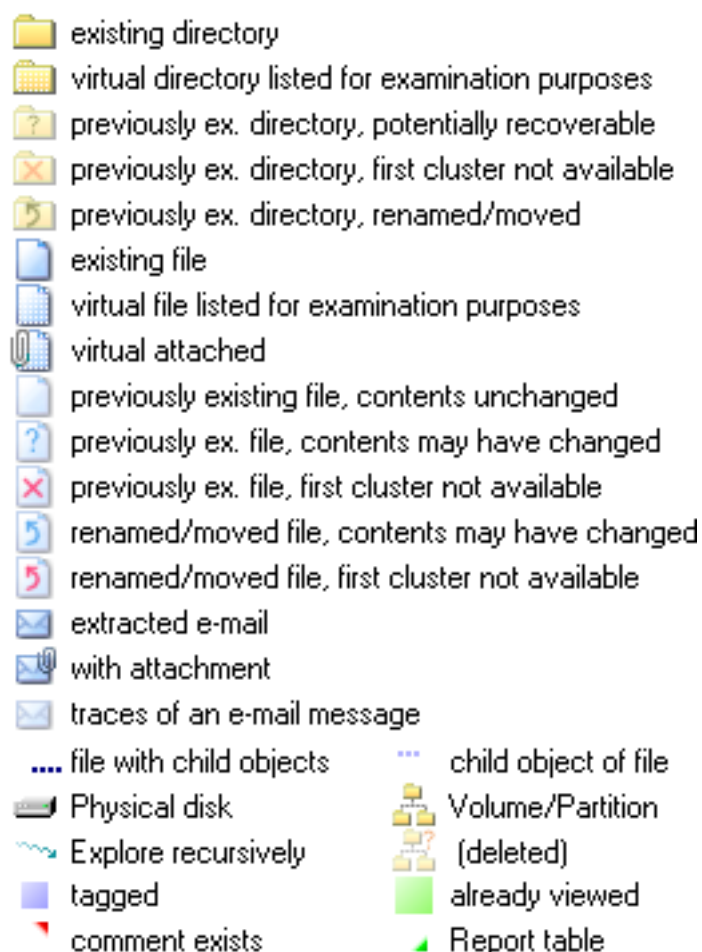 existing directory
virtual directory listed for examination purposes
previously ex. directory, potentially recoverable
previously ex. directory, first cluster not available
previously ex. directory, renamed/moved
existing file
virtual file listed for examination purposes
virtual attached
previously existing file, contents unchanged
previously ex. file, contents may have changed
previously ex. file, first cluster not available
renamed/moved file, contents may have changed
renamed/moved file, first cluster not available
extracted e-mail
with attachment
traces of an e-mail message
file with child objects child object of file
Physical disk Volume/Partition
Explore recursively (deleted)
tagged already viewed
comment exists Report table